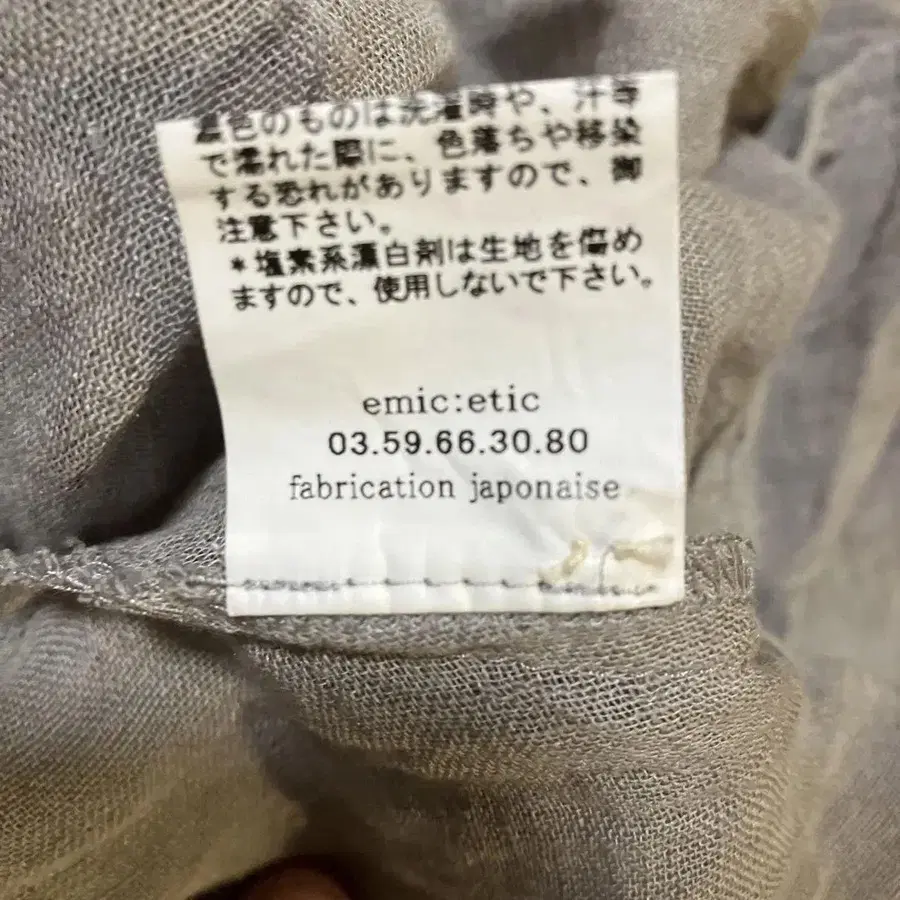 濃色のものは洗濯時や、汗等
で濡れた際に、色落ちや移染
する恐れがありますので、御
注意下さい。
*塩素系漂白剤は生地を傷め
ますので、使用しないで下さい。
emic:etic
03.59.66.30.80
fabrication japonaise